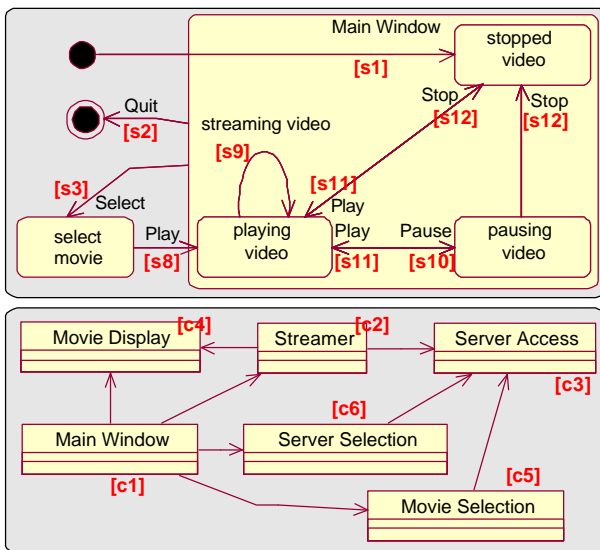 Main Window
stopped
video
[s1]
Quit
[s2]
streaming video
[s9]
Stop
[s12]
Stop
[s12]
[s3]
Select
[s11]
Play
select
movie
Play
[s8]
playing
video
Play
[s11]
Pause
[s10]
pausing
video
Movie Display
[c4]
Streamer
[c2]
Server Access
[c3]
[c6]
Main Window
[c1]
Server Selection
[c5]
Movie Selection